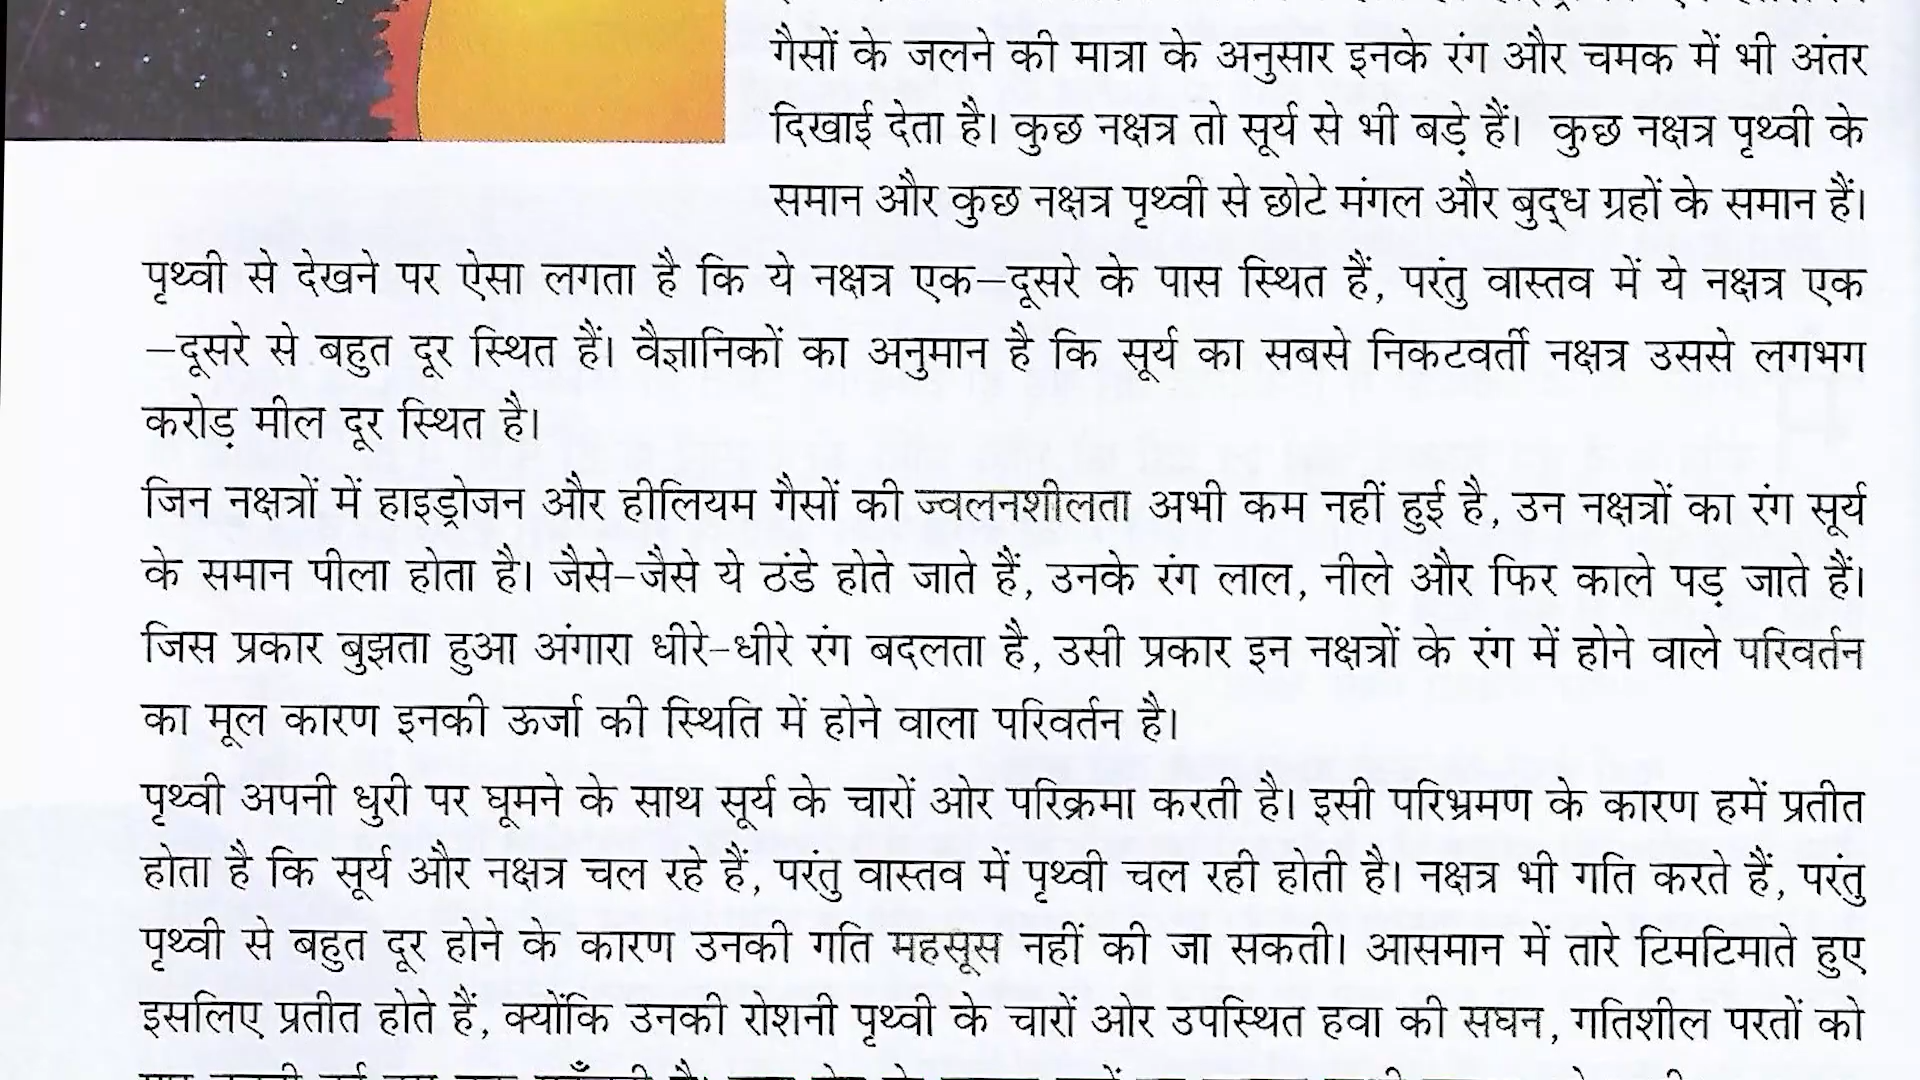 गैसों के जलने की मात्रा के अनुसार इनके रंग और चमक में भी अंतर
दिखाई देता है। कुछ नक्षत्र तो सूर्य से भी बड़े हैं। कुछ नक्षत्र पृथ्वी के
समान और कुछ नक्षत्र पृथ्वी से छोटे मंगल और बुद्ध ग्रहों के समान हैं।
पृथ्वी से देखने पर ऐसा लगता है कि ये नक्षत्र एक–दूसरे के पास स्थित हैं, परंतु वास्तव में ये नक्षत्र एक
–दूसरे से बहुत दूर स्थित हैं। वैज्ञानिकों का अनुमान है कि सूर्य का सबसे निकटवर्ती नक्षत्र उससे लगभग
करोड़ मील दूर स्थित है।
जिन नक्षत्रों में हाइड्रोजन और हीलियम गैसों की ज्वलनशीलता अभी कम नहीं हुई है, उन नक्षत्रों का रंग सूर्य
के समान पीला होता है। जैसे-जैसे ये ठंडे होते जाते हैं, उनके रंग लाल, नीले और फिर काले पड़ जाते हैं।
जिस प्रकार बुझता हुआ अंगारा धीरे-धीरे रंग बदलता है, उसी प्रकार इन नक्षत्रों के रंग में होने वाले परिवर्तन
का मूल कारण इनकी ऊर्जा की स्थिति में होने वाला परिवर्तन है।
पृथ्वी अपनी धुरी पर घूमने के साथ सूर्य के चारों ओर परिक्रमा करती है। इसी परिभ्रमण के कारण हमें प्रतीत
होता है कि सूर्य और नक्षत्र चल रहे हैं, परतु वास्तव में पृथ्वी चल रही होती है। नक्षत्र भी गति करते हैं, परंतु
पृथ्वी से बहुत दूर होने के कारण उनकी गति महसूस नहीं की जा सकती। आसमान में तारे टिमटिमाते हुए
इसलिए प्रतीत होते हैं, क्योंकि उनकी रोशनी पृथ्वी के चारों ओर उपस्थित हवा की सघन, गतिशील परतों को